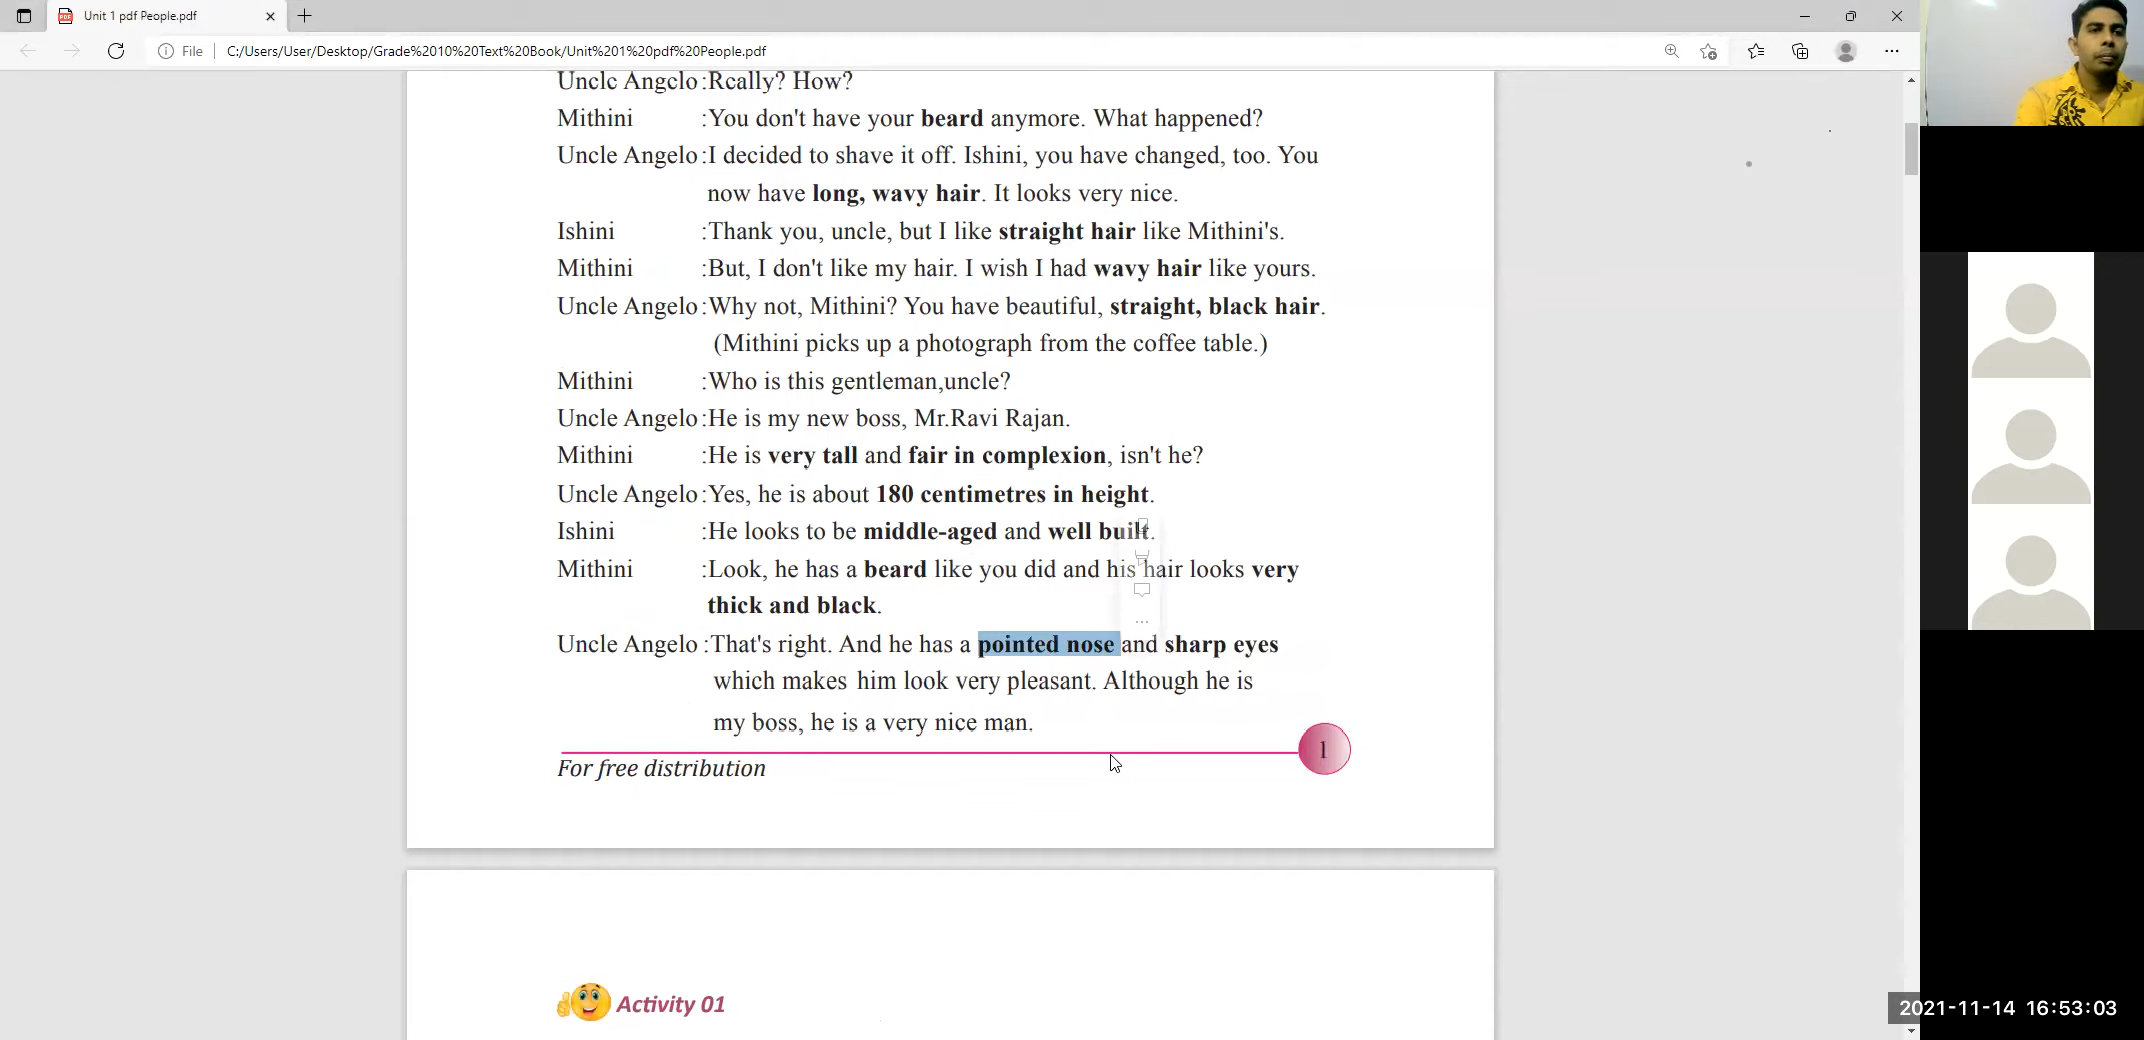 Unit 1 pdf People.pdf
File
C:/Users/User/Desktop/Grade%2010%20Text%20Book/Unit%201%20pdf%20People.pdf
Uncle Angelo :Really? How?
Mithini :You don't have your beard anymore. What happened?
Uncle Angelo :I decided to shave it off. Ishini, you have changed, too. You
now have long, wavy hair. It looks very nice.
Ishini :Thank you, uncle, but I like straight hair like Mithini's.
Mithini :But, I don't like my hair. I wish I had wavy hair like yours.
Uncle Angelo :Why not, Mithini? You have beautiful, straight, black hair.
(Mithini picks up a photograph from the coffee table.)
Mithini :Who is this gentleman,uncle?
Uncle Angelo :He is my new boss, Mr.Ravi Rajan.
Mithini :He is very tall and fair in complexion, isn't he?
Uncle Angelo :Yes, he is about 180 centimetres in height.
Ishini :He looks to be middle-aged and well built.
Mithini :Look, he has a beard like you did and his hair looks very
thick and black.
Uncle Angelo :That's right. And he has a pointed nose and sharp eyes
which makes him look very pleasant. Although he is
my boss, he is a very nice man.
1
For free distribution
Activity 01
2021-11-14 16:53:03